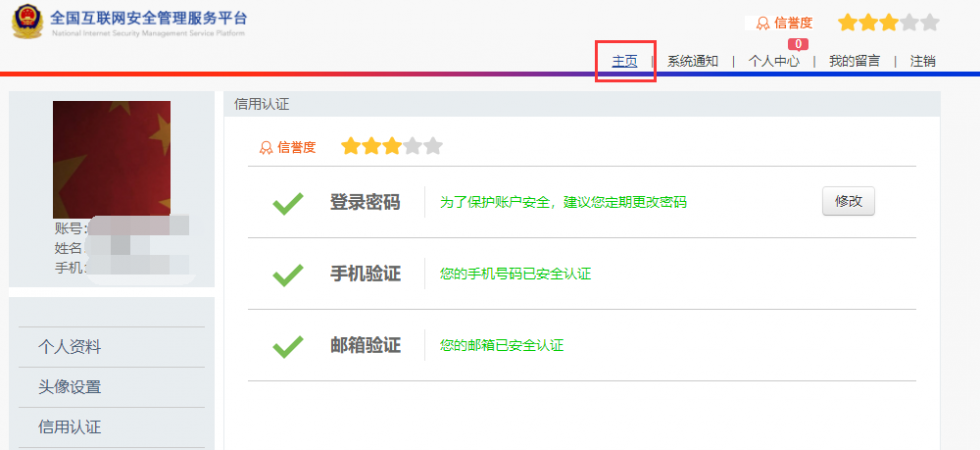 全国互联网安全管理服务平台
National Internet Security Management Service Platform
信誉度
0
主页 | 系统通知 | 个人中心 | 我的留言 | 注销
信用认证
信誉度
登录密码 为了保护账户安全，建议您定期更改密码 修改
账号:
姓名
手机:
手机验证 您的手机号码已安全认证
邮箱验证 您的邮箱已安全认证
个人资料
头像设置
信用认证